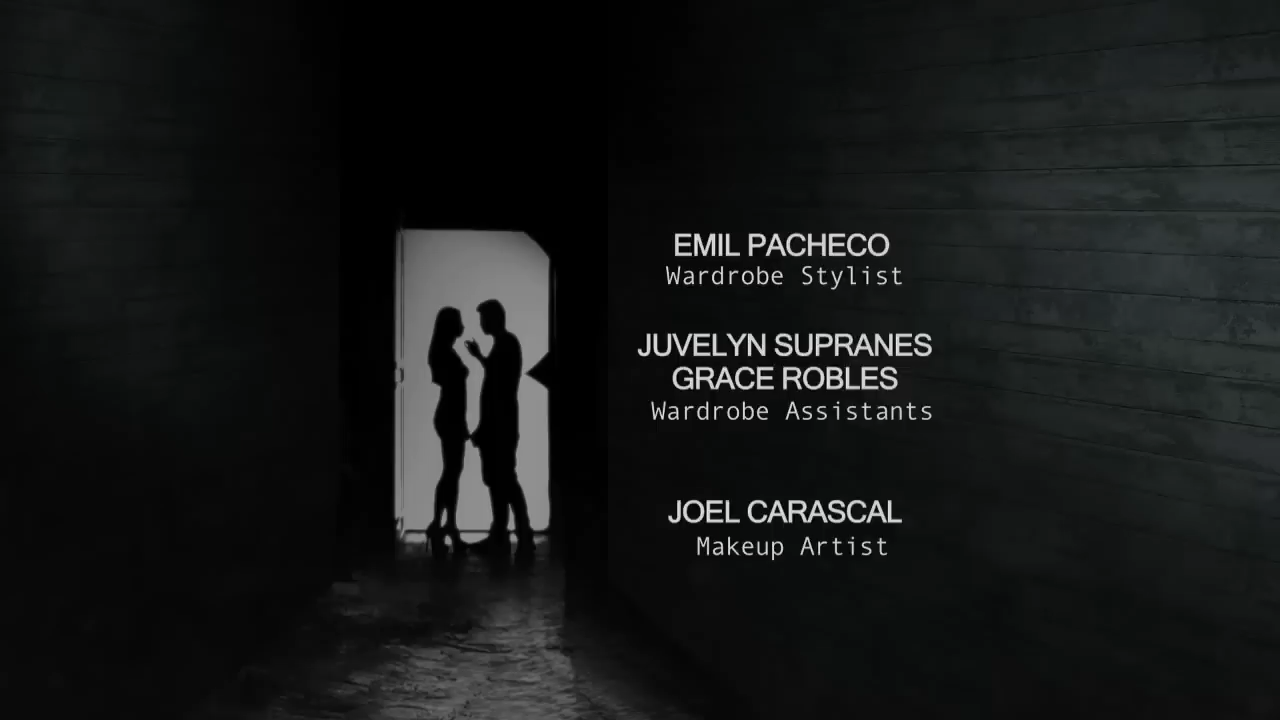 EMIL PACHECO
Wardrobe Stylist
JUVELYN SUPRANES
GRACE ROBLES
Wardrobe Assistants
JOEL CARASCAL
Makeup Artist